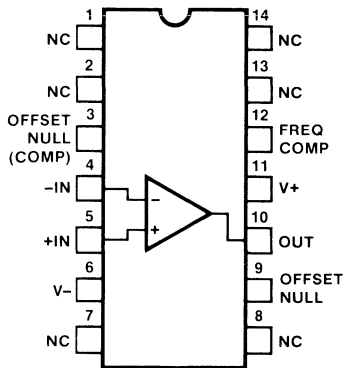 1 14
NC NC
2 13
NC NC
OFFSET
NULL
(COMP)
3 12
FREQ
COMP
4 11
-IN V+
-
+
5 10
+IN OUT
6 9
V- OFFSET
NULL
7 8
NC NC